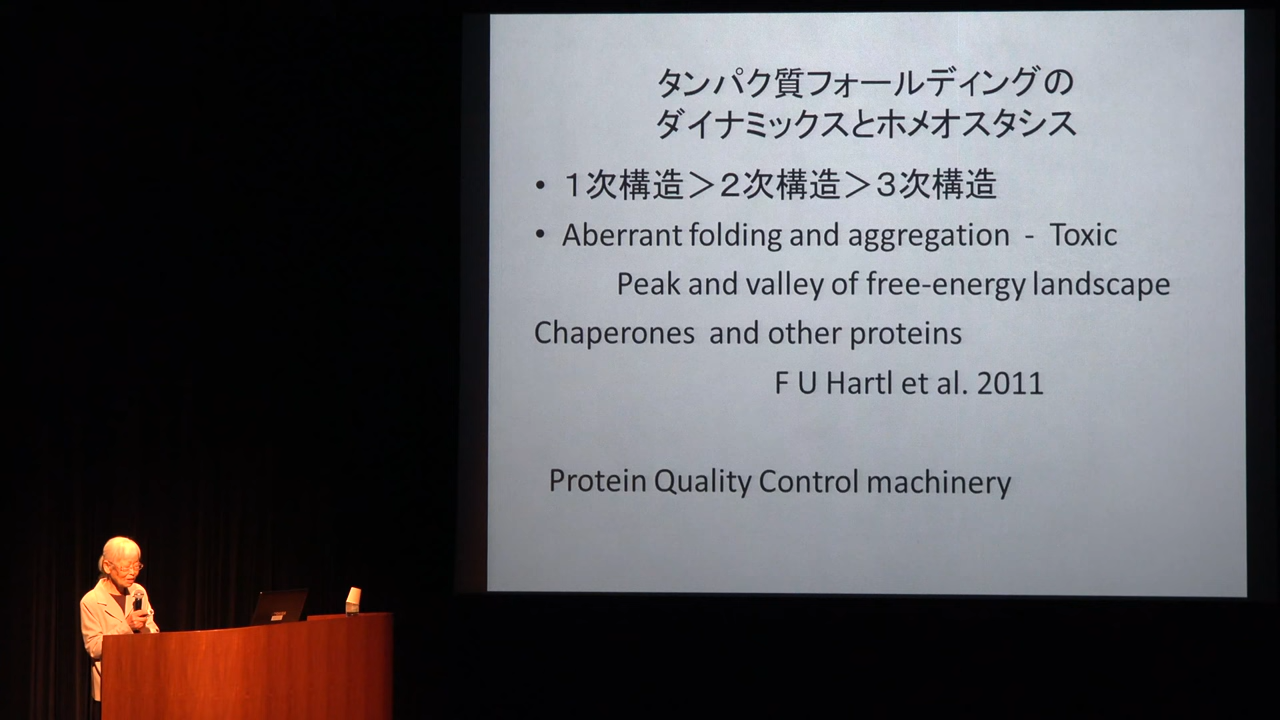 タンパク質フォールディングの
ダイナミックスとホメオスタシス
• １次構造＞２次構造＞３次構造
• Aberrant folding and aggregation - Toxic
Peak and valley of free-energy landscape
Chaperones and other proteins
F U Hartl et al. 2011
Protein Quality Control machinery